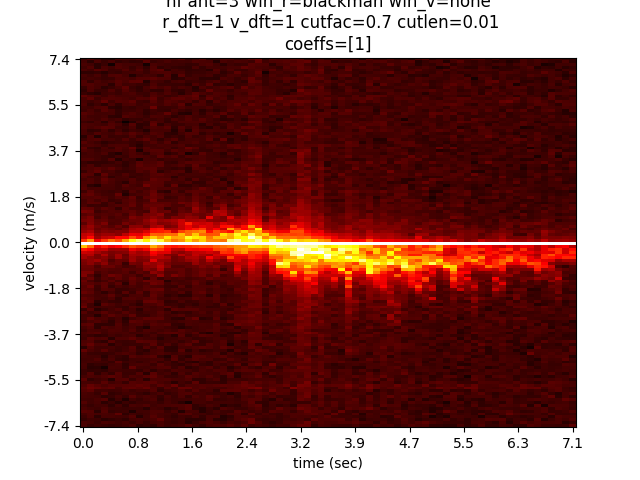 ant=3 win_r=blackman win_v=none
r_dft=1 v_dft=1 cutfac=0.7 cutlen=0.01
coeffs=[1]
7.4
5.5
3.7
1.8
0.0
-1.8
-3.7
-5.5
-7.4
velocity (m/s)
0.0 0.8 1.6 2.4 3.2 3.9 4.7 5.5 6.3 7.1
time (sec)